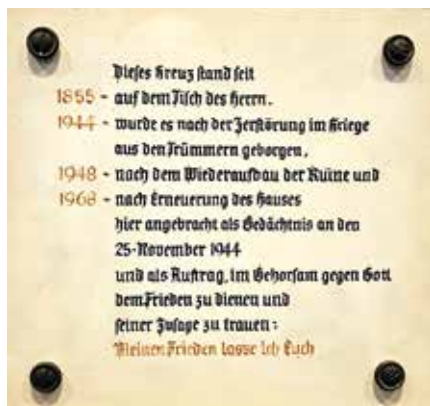 Dieses Kreuz stand seit
1855 - auf dem Tisch des Herrn.
1944 - wurde es nach der Zerstörung im Kriege
aus den Trümmern geborgen,
1948 - nach dem Wiederaufbau der Ruine und
1968 - nach Erneuerung des Hauses
hier angebracht als Gedächtnis an den
25. November 1944
und als Auftrag, im Gehorsam gegen Gott
dem Frieden zu dienen und
seiner Zusage zu trauen:
Meinen Frieden lasse Ich Euch